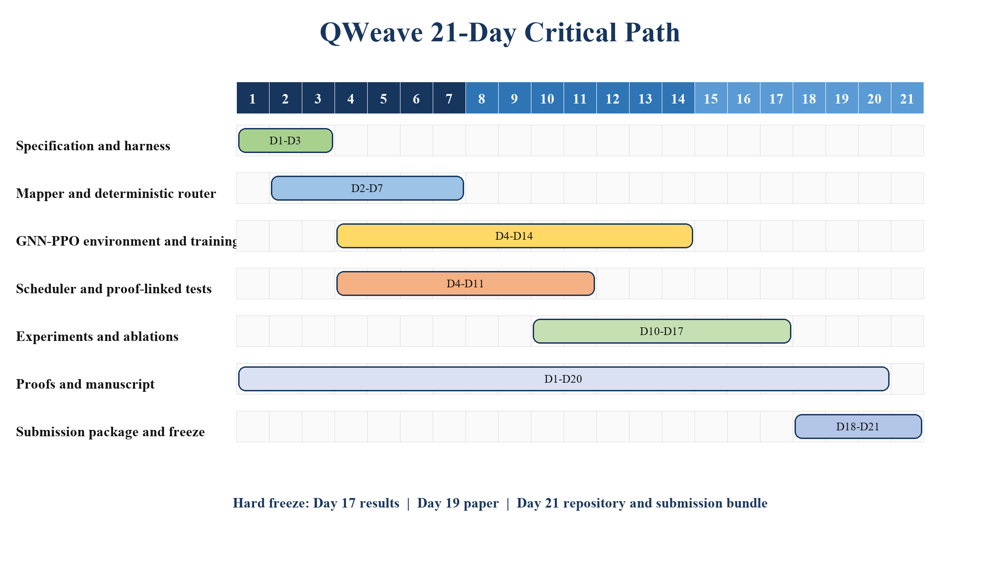 QWeave 21-Day Critical Path
1 2 3 4 5 6 7 8 9 10 11 12 13 14 15 16 17 18 19 20 21
Specification and harness D1-D3
Mapper and deterministic router D2-D7
GNN-PPO environment and training D4-D14
Scheduler and proof-linked tests D4-D11
Experiments and ablations D10-D17
Proofs and manuscript D1-D20
Submission package and freeze D18-D21
Hard freeze: Day 17 results | Day 19 paper | Day 21 repository and submission bundle